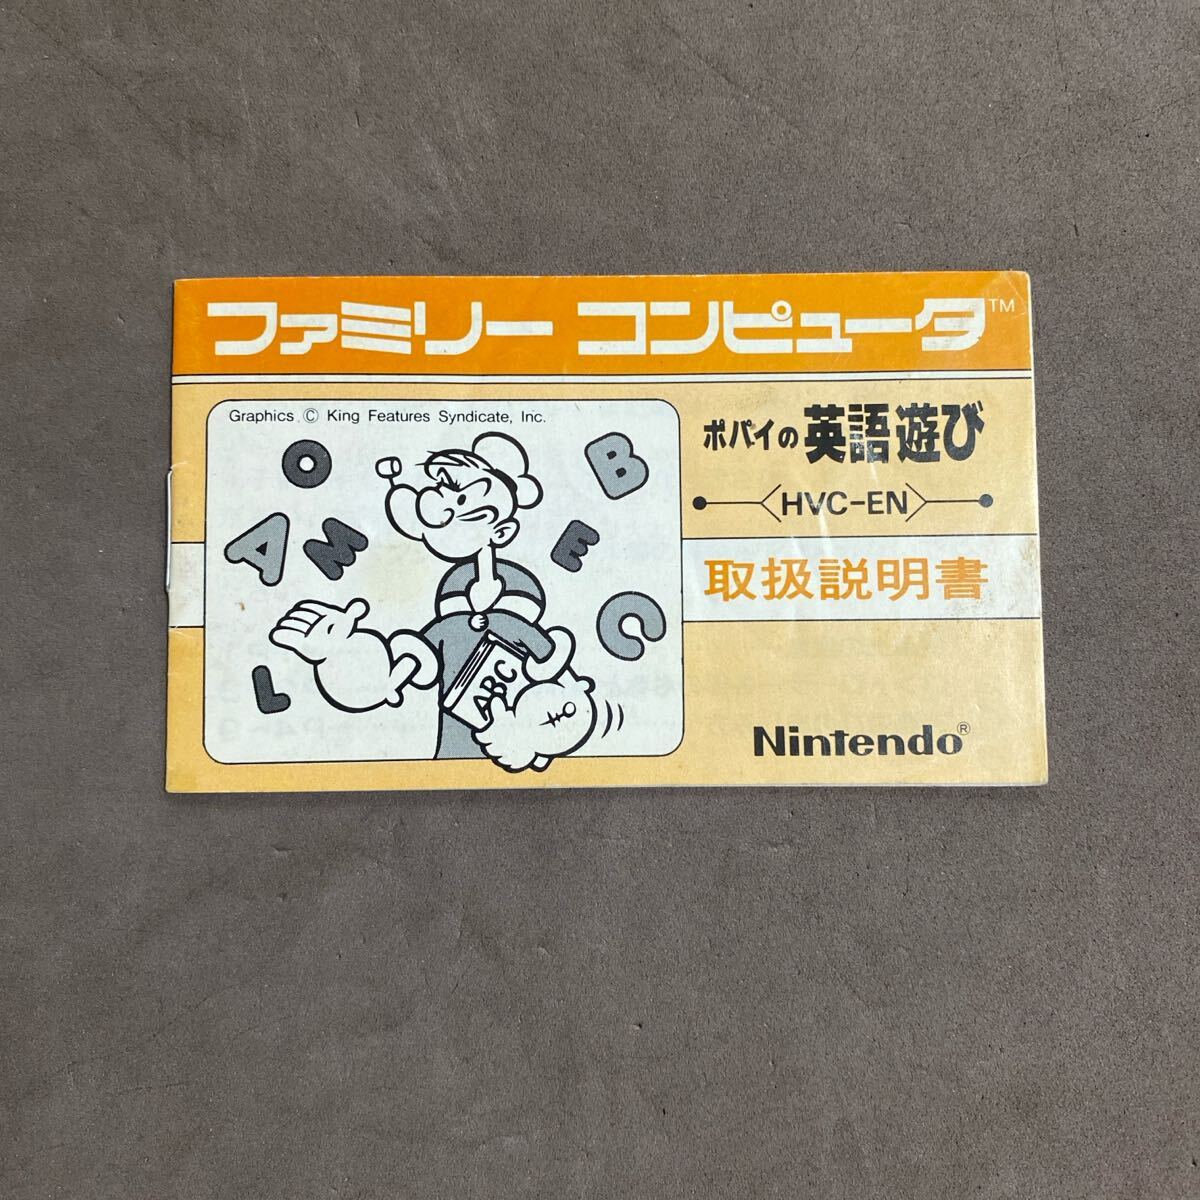 ファミリー コンピュータ™
Graphics © King Features Syndicate, Inc.
ポパイの英語遊び
HVC-EN
取扱説明書
O
B
A
M
E
C
L
ABC
Nintendo®